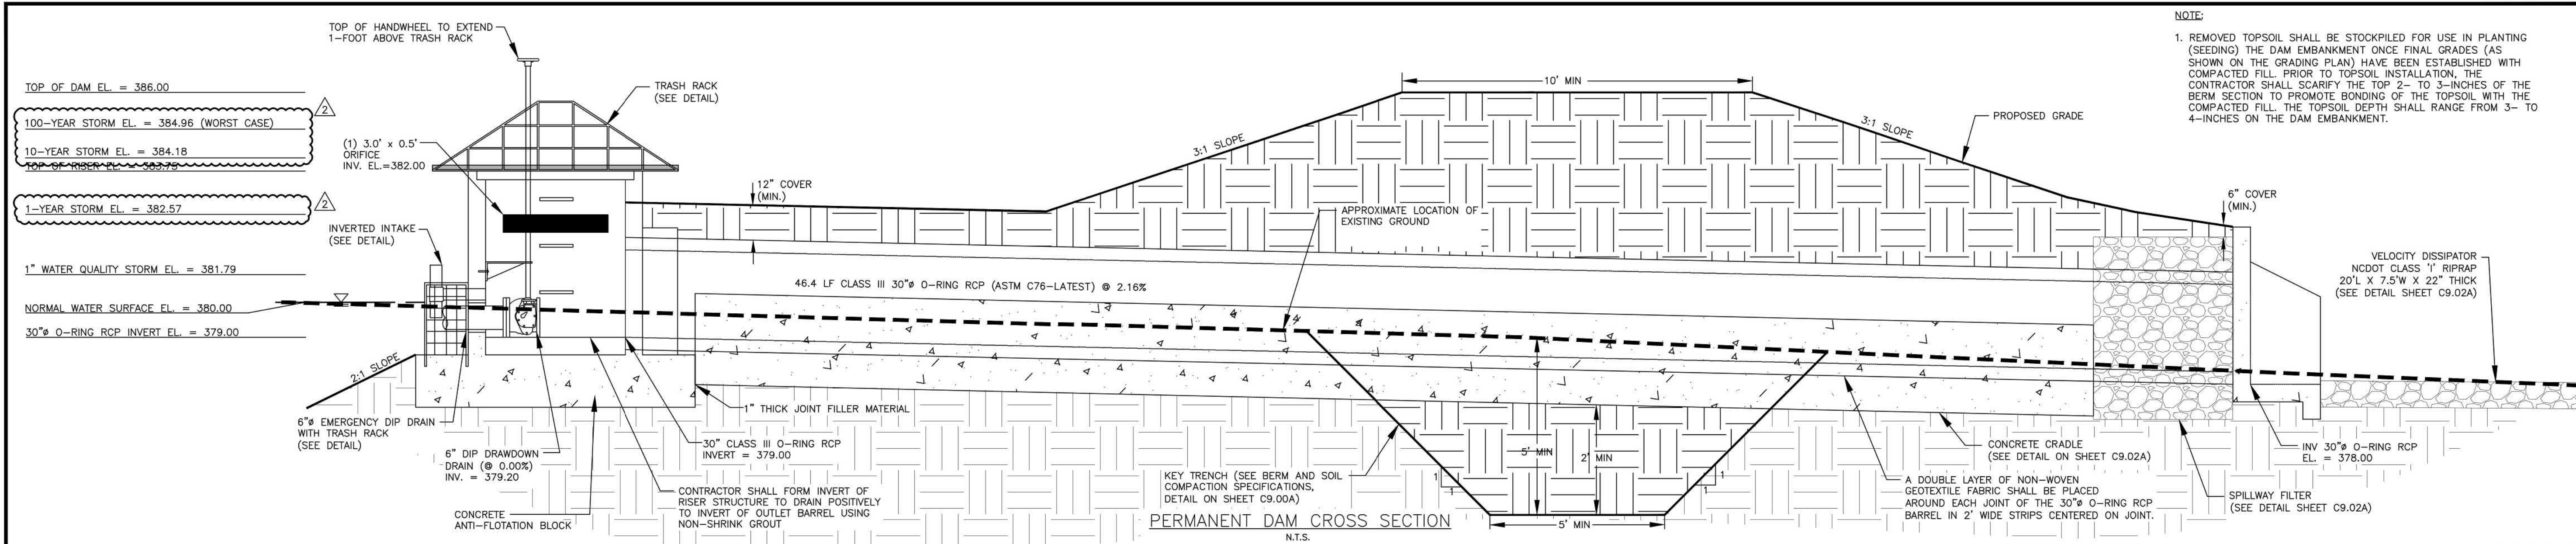 NOTE:
1. REMOVED TOPSOIL SHALL BE STOCKPILED FOR USE IN PLANTING
(SEEDING) THE DAM EMBANKMENT ONCE FINAL GRADES (AS
SHOWN ON THE GRADING PLAN) HAVE BEEN ESTABLISHED WITH
COMPACTED FILL. PRIOR TO TOPSOIL INSTALLATION, THE
CONTRACTOR SHALL SCARIFY THE TOP 2- TO 3-INCHES OF THE
BERM SECTION TO PROMOTE BONDING OF THE TOPSOIL WITH THE
COMPACTED FILL. THE TOPSOIL DEPTH SHALL RANGE FROM 3- TO
4-INCHES ON THE DAM EMBANKMENT.
TOP OF HANDWHEEL TO EXTEND
1-FOOT ABOVE TRASH RACK
TOP OF DAM EL. = 386.00
2
100-YEAR STORM EL. = 384.96 (WORST CASE)
10-YEAR STORM EL. = 384.18
TOP OF RISER EL. = 383.75
2
1-YEAR STORM EL. = 382.57
1" WATER QUALITY STORM EL. = 381.79
NORMAL WATER SURFACE EL. = 380.00
30"ø O-RING RCP INVERT EL. = 379.00
TRASH RACK
(SEE DETAIL)
(1) 3.0' x 0.5'
ORIFICE
INV. EL.=382.00
INVERTED INTAKE
(SEE DETAIL)
2:1 SLOPE
6"ø EMERGENCY DIP DRAIN
WITH TRASH RACK
(SEE DETAIL)
6" DIP DRAWDOWN
DRAIN (@ 0.00%)
INV. = 379.20
CONCRETE
ANTI-FLOTATION BLOCK
12" COVER
(MIN.)
3:1 SLOPE
10' MIN
3:1 SLOPE
PROPOSED GRADE
APPROXIMATE LOCATION OF
EXISTING GROUND
46.4 LF CLASS III 30"ø O-RING RCP (ASTM C76-LATEST) @ 2.16%
6" COVER
(MIN.)
VELOCITY DISSIPATOR
NCDOT CLASS 'I' RIPRAP
20'L X 7.5'W X 22" THICK
(SEE DETAIL SHEET C9.02A)
1" THICK JOINT FILLER MATERIAL
30" CLASS III O-RING RCP
INVERT = 379.00
CONTRACTOR SHALL FORM INVERT OF
RISER STRUCTURE TO DRAIN POSITIVELY
TO INVERT OF OUTLET BARREL USING
NON-SHRINK GROUT
KEY TRENCH (SEE BERM AND SOIL
COMPACTION SPECIFICATIONS,
DETAIL ON SHEET C9.00A)
1
1
5' MIN
2' MIN
1
1
5' MIN
CONCRETE CRADLE
(SEE DETAIL ON SHEET C9.02A)
A DOUBLE LAYER OF NON-WOVEN
GEOTEXTILE FABRIC SHALL BE PLACED
AROUND EACH JOINT OF THE 30"ø O-RING RCP
BARREL IN 2' WIDE STRIPS CENTERED ON JOINT.
INV 30"ø O-RING RCP
EL. = 378.00
SPILLWAY FILTER
(SEE DETAIL SHEET C9.02A)
PERMANENT DAM CROSS SECTION
N.T.S.